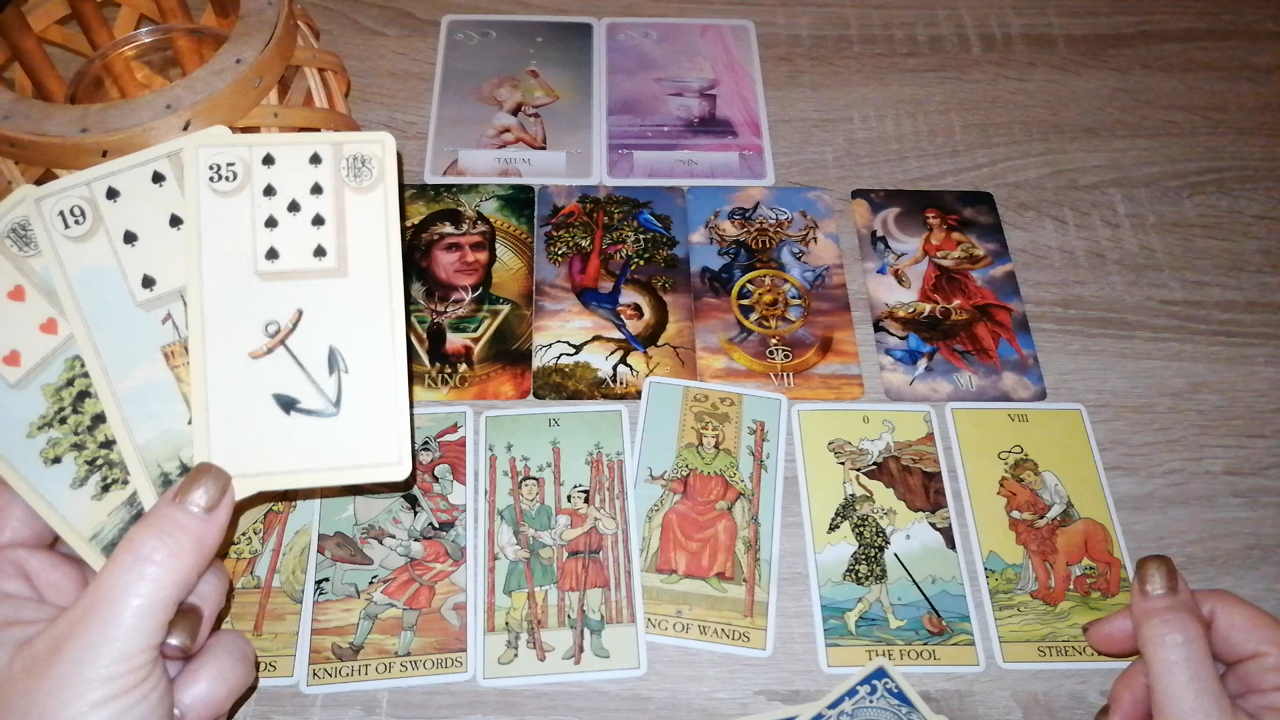 FATUM
YIN
35
19
KING
XII
VII
VI
DS
KNIGHT OF SWORDS
IX
NG OF WANDS
0
THE FOOL
VIII
STRENG